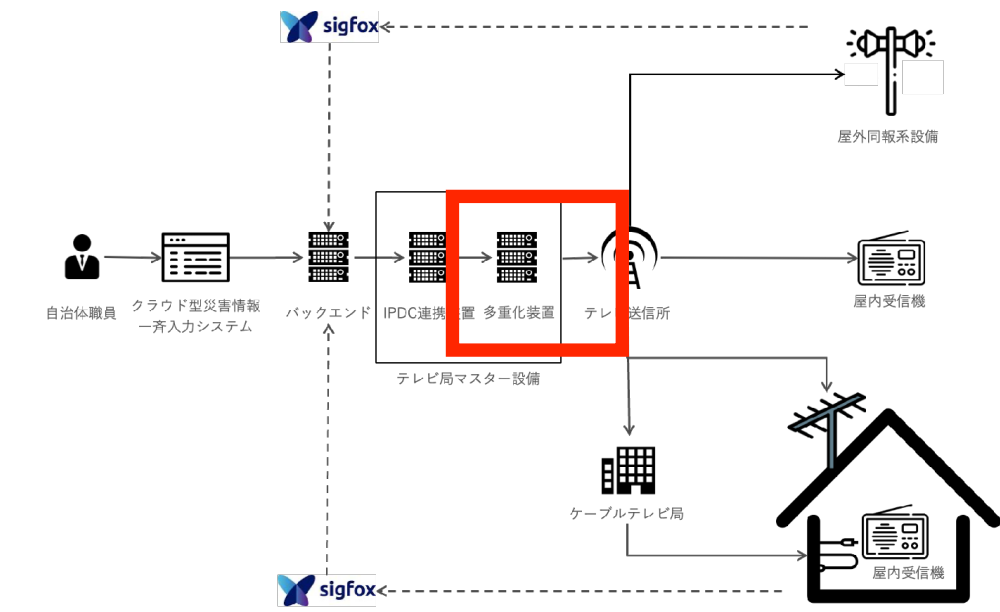 sigfox
屋外同報系設備
自治体職員
クラウド型災害情報
一斉入力システム
バックエンド
IPDC連携装置
多重化装置
テレビ送信所
屋内受信機
テレビ局マスター設備
ケーブルテレビ局
屋内受信機
sigfox